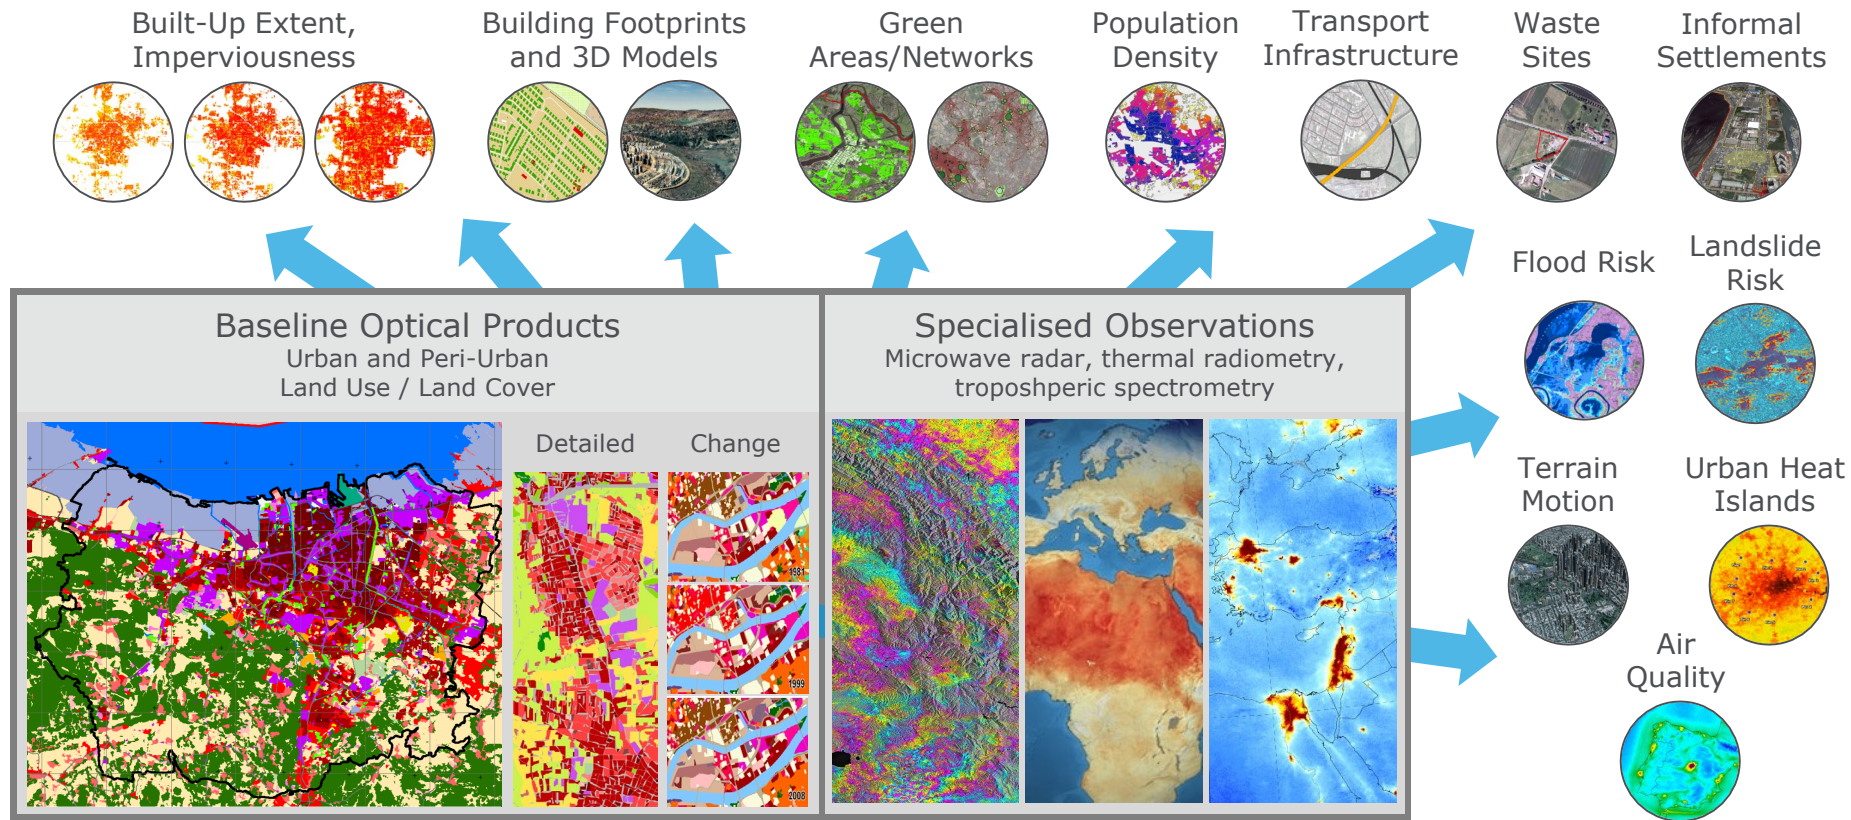 Built-Up Extent,
Imperviousness
Building Footprints
and 3D Models
Green
Areas/Networks
Population
Density
Transport
Infrastructure
Waste
Sites
Informal
Settlements
Flood Risk
Landslide
Risk
Baseline Optical Products
Urban and Peri-Urban
Land Use / Land Cover
Specialised Observations
Microwave radar, thermal radiometry,
troposhperic spectrometry
Detailed
Change
1981
1999
2008
Terrain
Motion
Urban Heat
Islands
Air
Quality